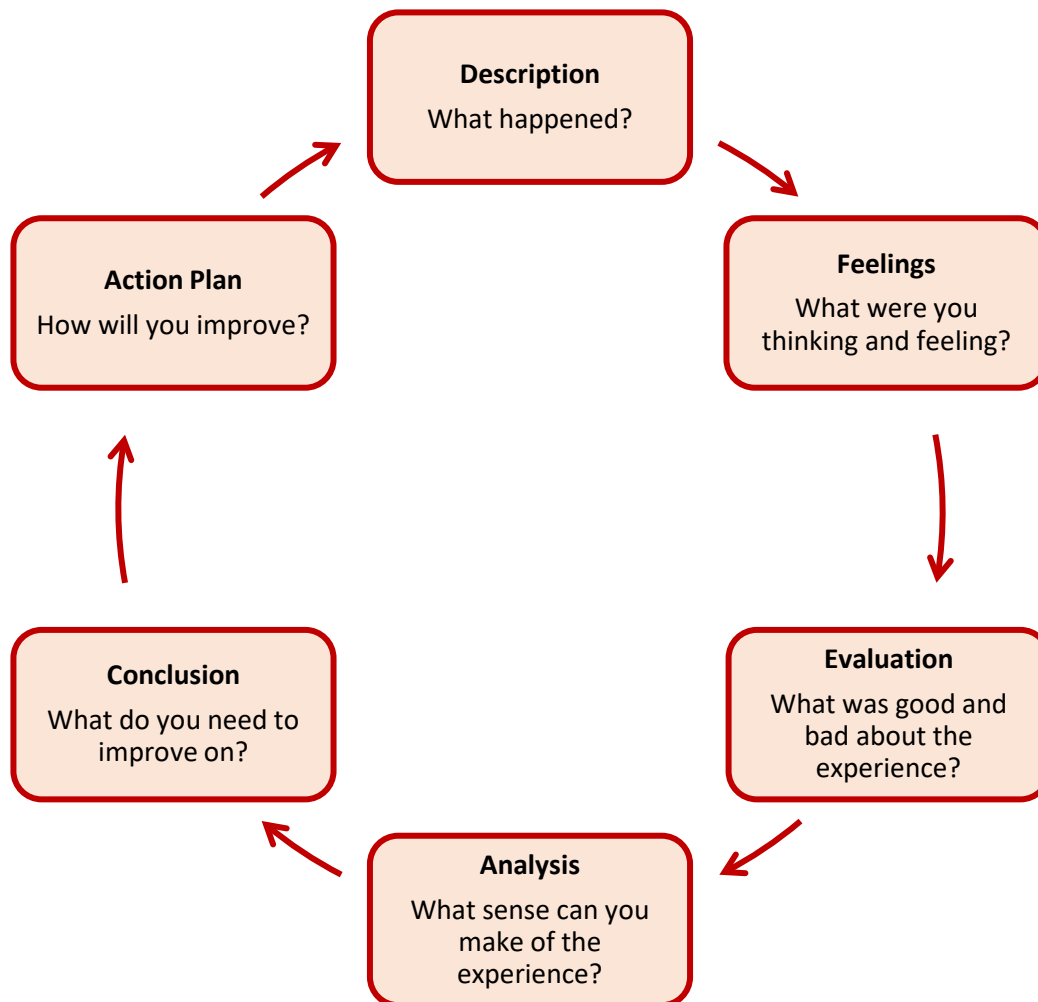 Description
What happened?
Feelings
What were you
thinking and feeling?
Evaluation
What was good and
bad about the
experience?
Analysis
What sense can you
make of the
experience?
Conclusion
What do you need to
improve on?
Action Plan
How will you improve?